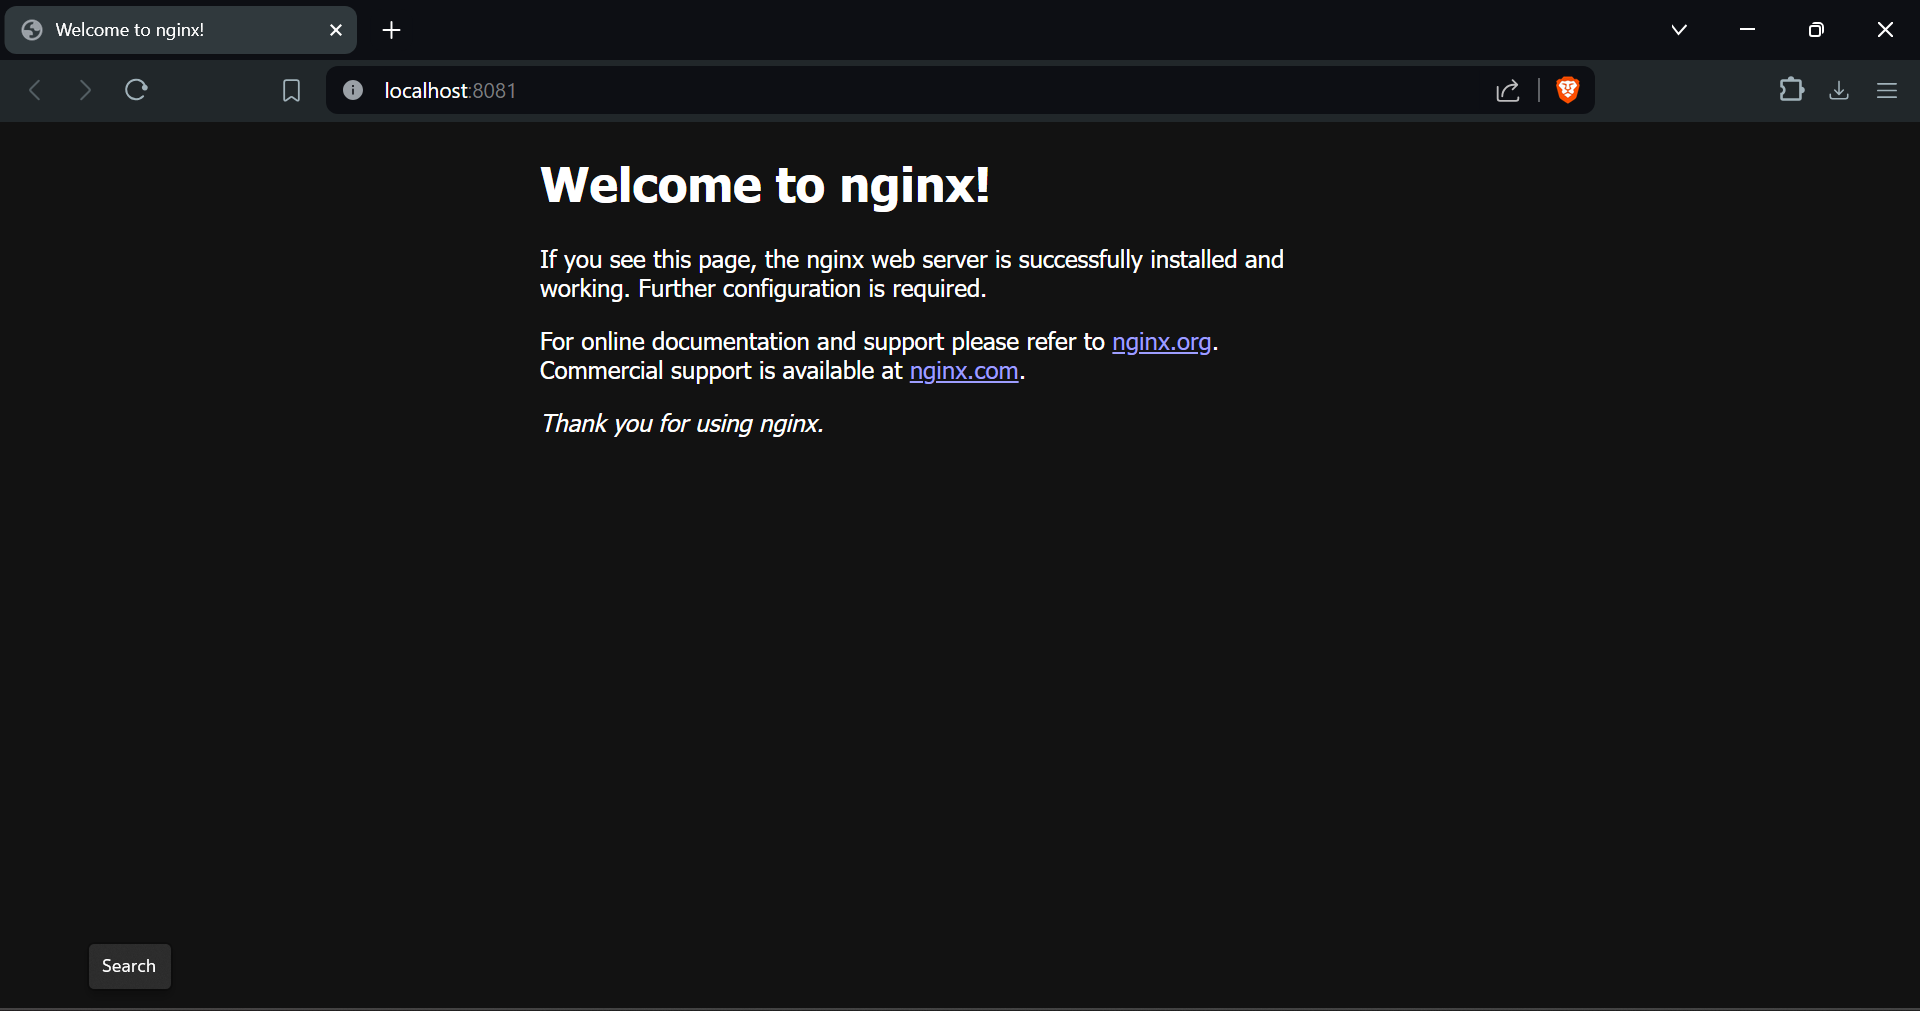 Welcome to nginx!
localhost:8081
Welcome to nginx!
If you see this page, the nginx web server is successfully installed and
working. Further configuration is required.
For online documentation and support please refer to nginx.org.
Commercial support is available at nginx.com.
Thank you for using nginx.
Search